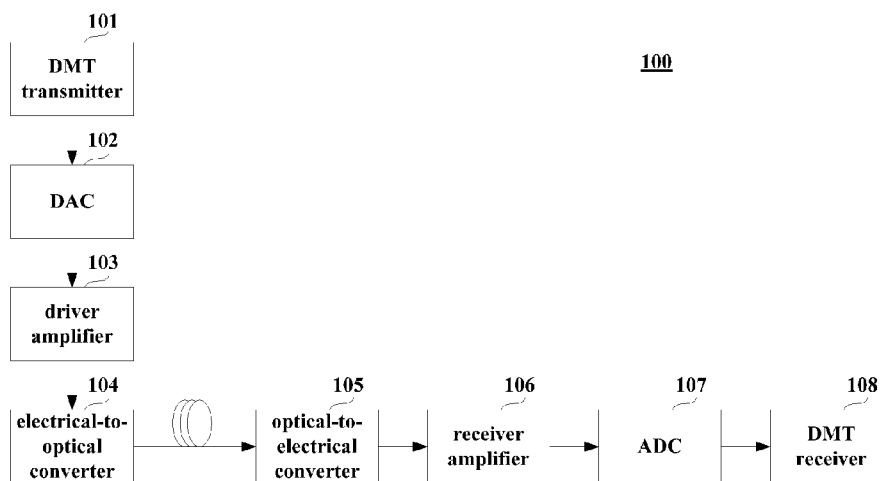 101
DMT
transmitter
100
102
DAC
103
driver
amplifier
104
electrical-to-
optical
converter
105
optical-to-
electrical
converter
106
receiver
amplifier
107
ADC
108
DMT
receiver